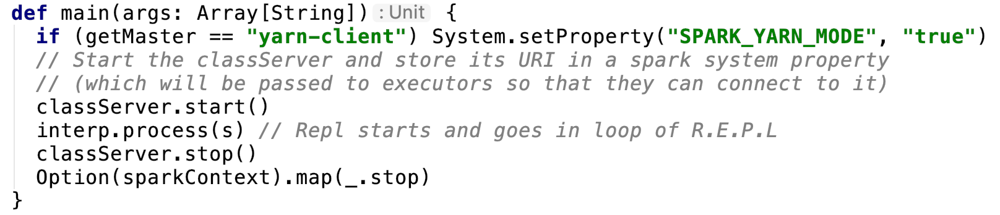 def main(args: Array[String]) : Unit {
if (getMaster == "yarn-client") System.setProperty("SPARK_YARN_MODE", "true")
// Start the classServer and store its URI in a spark system property
// (which will be passed to executors so that they can connect to it)
classServer.start()
interp.process(s) // Repl starts and goes in loop of R.E.P.L
classServer.stop()
Option(sparkContext).map(_.stop)
}